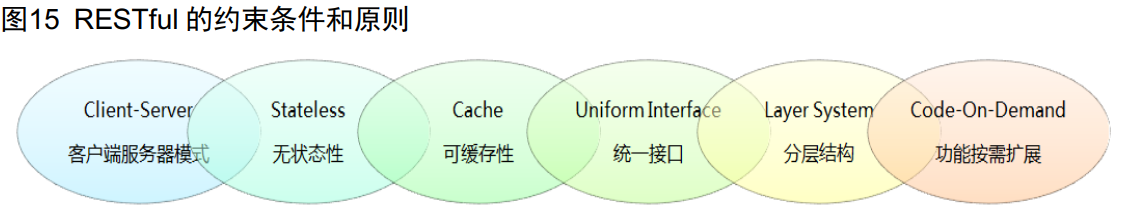 图15 RESTful 的约束条件和原则
Client-Server
客户端服务器模式
Stateless
无状态性
Cache
可缓存性
Uniform Interface
统一接口
Layer System
分层结构
Code-On-Demand
功能按需扩展